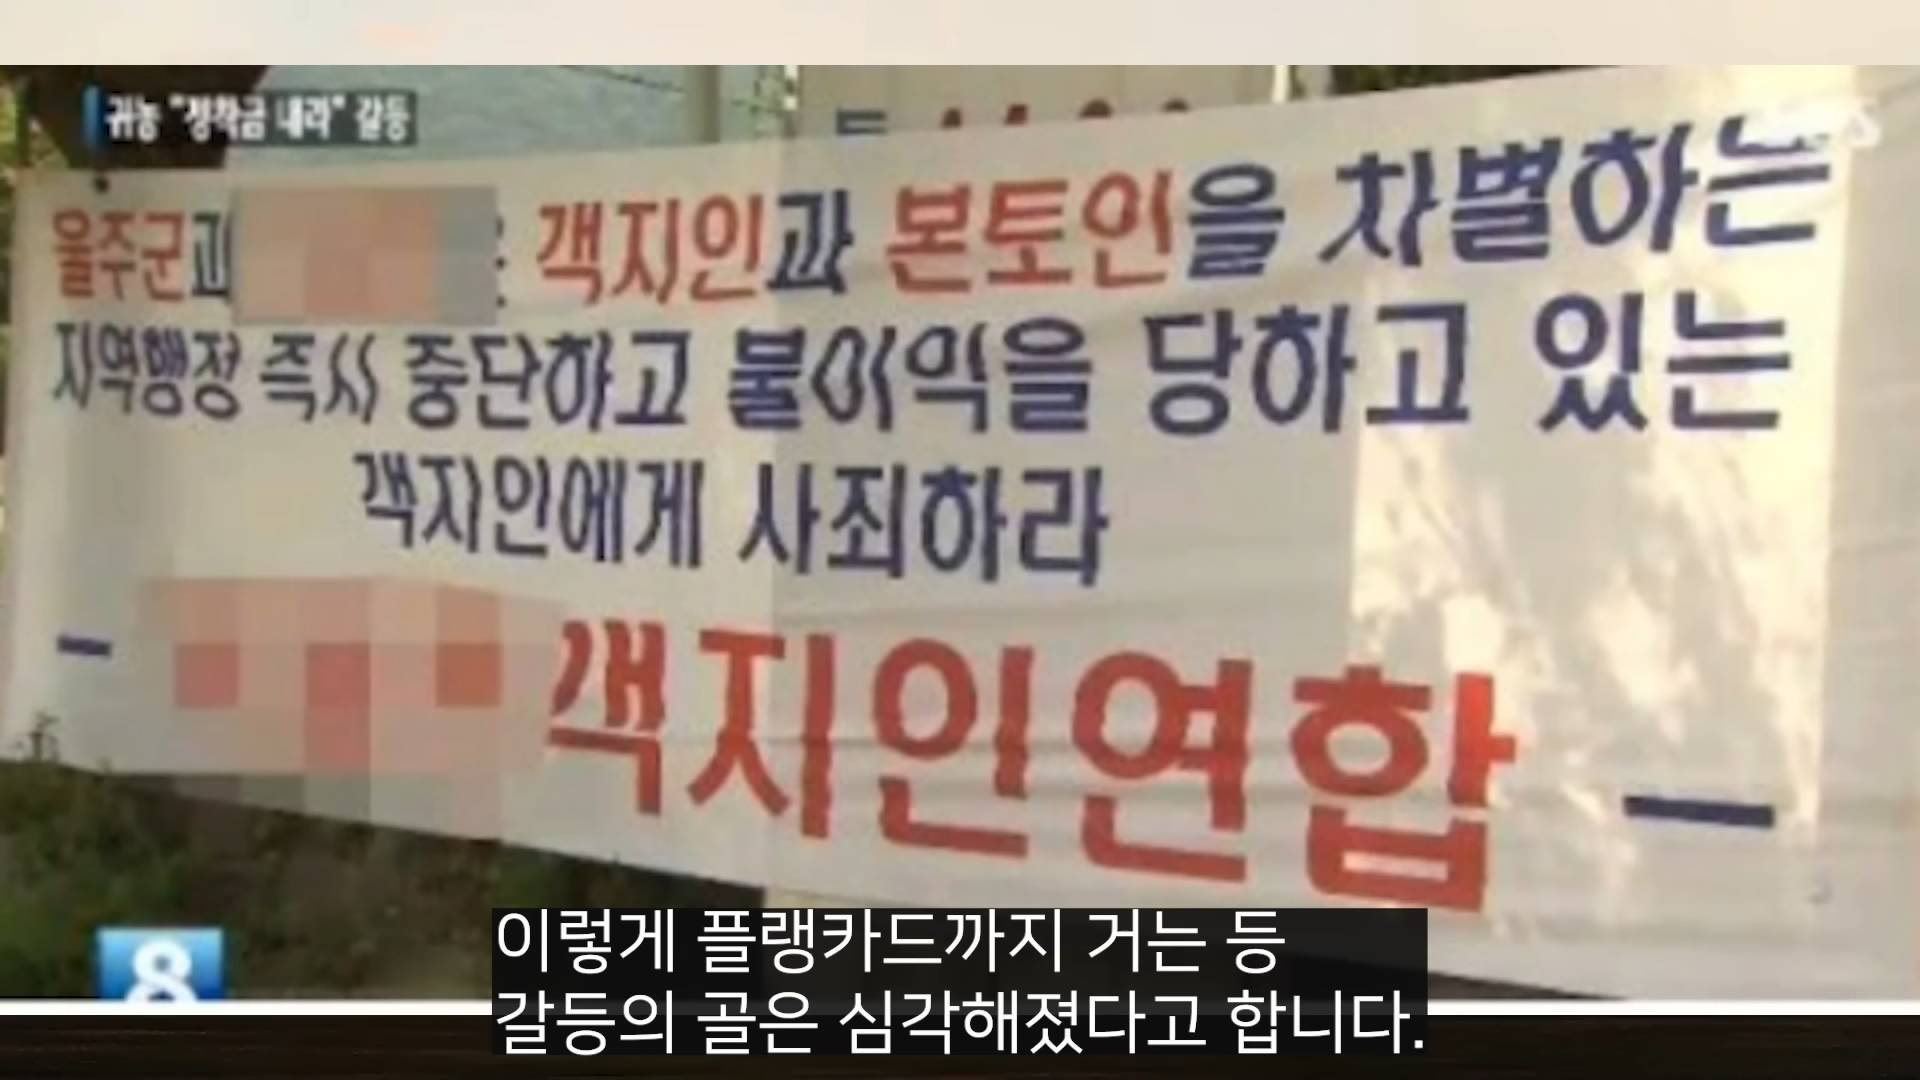 귀농 "정착금 내라" 갈등
울주군과 객지인과 본토인을 차별하는
지역행정 즉시 중단하고 불이익을 당하고 있는
객지인에게 사죄하라
- 객지인연합 -
8
이렇게 플랭카드까지 거는 등
갈등의 골은 심각해졌다고 합니다.